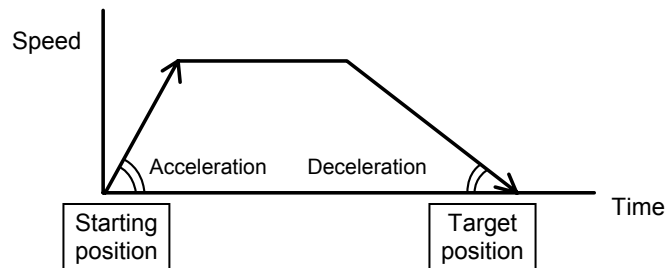 Speed
Acceleration
Deceleration
Time
Starting
position
Target
position